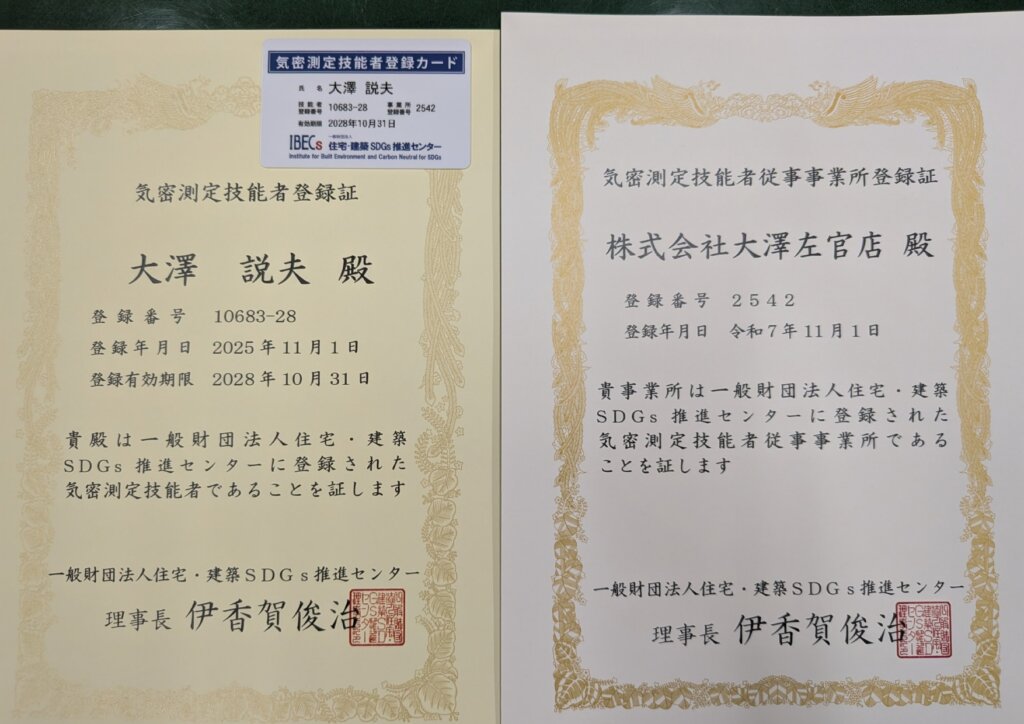 気密測定技能者登録カード
氏 名 大澤 説夫
技能者登録番号 10683-28 事業所登録番号 2542
有効期限 2028年10月31日
IBECs 一般財団法人 住宅・建築SDGs推進センター
Institute for Built Environment and Carbon Neutral for SDGs
気密測定技能者登録証
大澤 説夫 殿
登録番号 10683-28
登録年月日 2025年11月1日
登録有効期限 2028年10月31日
貴殿は一般財団法人住宅・建築
SDGs推進センターに登録された
気密測定技能者であることを証します
一般財団法人住宅・建築SDGs推進センター
理事長 伊香賀俊治
気密測定技能者従事事業所登録証
株式会社大澤左官店 殿
登録番号 2542
登録年月日 令和7年11月1日
貴事業所は一般財団法人住宅・建築
SDGs推進センターに登録された
気密測定技能者従事事業所である
ことを証します
一般財団法人住宅・建築SDGs推進センター
理事長 伊香賀俊治